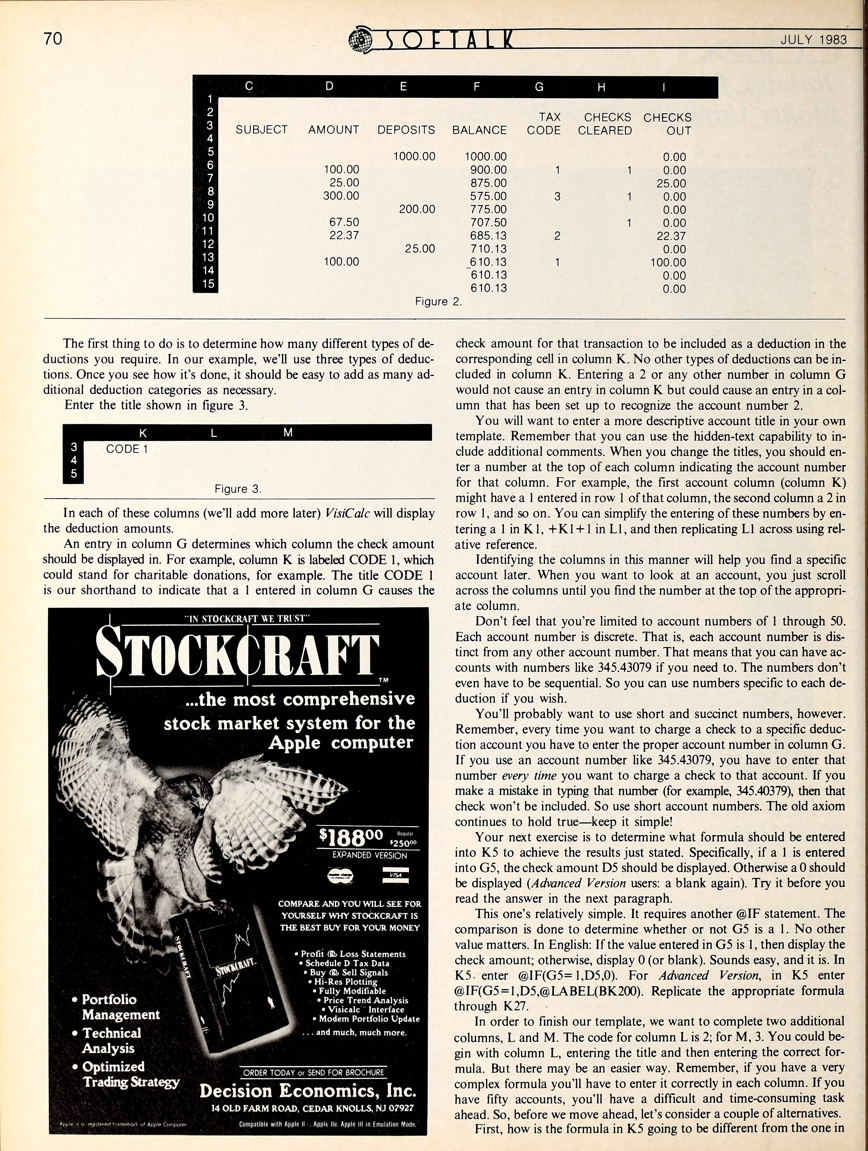 70
SOFTALK
JULY 1983
C D E F G H I
1
2
3
4
5
6
7
8
9
10
11
12
13
14
15
TAX CHECKS CHECKS
SUBJECT AMOUNT DEPOSITS BALANCE CODE CLEARED OUT
1000.00 1000.00 0.00
100.00 900.00 1 1 0.00
25.00 875.00 25.00
300.00 575.00 3 1 0.00
200.00 775.00 0.00
67.50 707.50 1 0.00
22.37 685.13 2 22.37
25.00 710.13 0.00
100.00 610.13 1 100.00
610.13 0.00
610.13 0.00
Figure 2.
The first thing to do is to determine how many different types of de-
ductions you require. In our example, we'll use three types of deduc-
tions. Once you see how it's done, it should be easy to add as many ad-
ditional deduction categories as necessary.
Enter the title shown in figure 3.
K L M
3 CODE 1
4
5
Figure 3.
In each of these columns (we'll add more later) VisiCalc will display
the deduction amounts.
An entry in column G determines which column the check amount
should be displayed in. For example, column K is labeled CODE 1, which
could stand for charitable donations, for example. The title CODE 1
is our shorthand to indicate that a 1 entered in column G causes the
"IN STOCKCRAFT WE TRUST"
STOCKCRAFT
TM
...the most comprehensive
stock market system for the
Apple computer
$18800 Regular $25000
EXPANDED VERSION
master charge
VISA
COMPARE AND YOU WILL SEE FOR
YOURSELF WHY STOCKCRAFT IS
THE BEST BUY FOR YOUR MONEY
STOCKCRAFT
STOCKCRAFT
• Profit & Loss Statements
• Schedule D Tax Data
• Buy & Sell Signals
• Hi-Res Plotting
• Fully Modifiable
• Price Trend Analysis
• Visicalc Interface
• Modem Portfolio Update
... and much, much more.
• Portfolio
Management
• Technical
Analysis
• Optimized
Trading Strategy
ORDER TODAY or SEND FOR BROCHURE
Decision Economics, Inc.
14 OLD FARM ROAD, CEDAR KNOLLS, NJ 07927
Apple is a registered trademark of Apple Computer
Compatible with Apple II+, Apple IIe, Apple III in Emulation Mode.
check amount for that transaction to be included as a deduction in the
corresponding cell in column K. No other types of deductions can be in-
cluded in column K. Entering a 2 or any other number in column G
would not cause an entry in column K but could cause an entry in a col-
umn that has been set up to recognize the account number 2.
You will want to enter a more descriptive account title in your own
template. Remember that you can use the hidden-text capability to in-
clude additional comments. When you change the titles, you should en-
ter a number at the top of each column indicating the account number
for that column. For example, the first account column (column K)
might have a 1 entered in row 1 of that column, the second column a 2 in
row 1, and so on. You can simplify the entering of these numbers by en-
tering a 1 in K1, +K1+1 in L1, and then replicating L1 across using rel-
ative reference.
Identifying the columns in this manner will help you find a specific
account later. When you want to look at an account, you just scroll
across the columns until you find the number at the top of the appropri-
ate column.
Don't feel that you're limited to account numbers of 1 through 50.
Each account number is discrete. That is, each account number is dis-
tinct from any other account number. That means that you can have ac-
counts with numbers like 345.43079 if you need to. The numbers don't
even have to be sequential. So you can use numbers specific to each de-
duction if you wish.
You'll probably want to use short and succinct numbers, however.
Remember, every time you want to charge a check to a specific deduc-
tion account you have to enter the proper account number in column G.
If you use an account number like 345.43079, you have to enter that
number every time you want to charge a check to that account. If you
make a mistake in typing that number (for example, 345.40379), then that
check won't be included. So use short account numbers. The old axiom
continues to hold true—keep it simple!
Your next exercise is to determine what formula should be entered
into K5 to achieve the results just stated. Specifically, if a 1 is entered
into G5, the check amount D5 should be displayed. Otherwise a 0 should
be displayed (Advanced Version users: a blank again). Try it before you
read the answer in the next paragraph.
This one's relatively simple. It requires another @IF statement. The
comparison is done to determine whether or not G5 is a 1. No other
value matters. In English: If the value entered in G5 is 1, then display the
check amount; otherwise, display 0 (or blank). Sounds easy, and it is. In
K5 enter @IF(G5=1,D5,0). For Advanced Version, in K5 enter
@IF(G5=1,D5,@LABEL(BK200). Replicate the appropriate formula
through K27.
In order to finish our template, we want to complete two additional
columns, L and M. The code for column L is 2; for M, 3. You could be-
gin with column L, entering the title and then entering the correct for-
mula. But there may be an easier way. Remember, if you have a very
complex formula you'll have to enter it correctly in each column. If you
have fifty accounts, you'll have a difficult and time-consuming task
ahead. So, before we move ahead, let's consider a couple of alternatives.
First, how is the formula in K5 going to be different from the one in